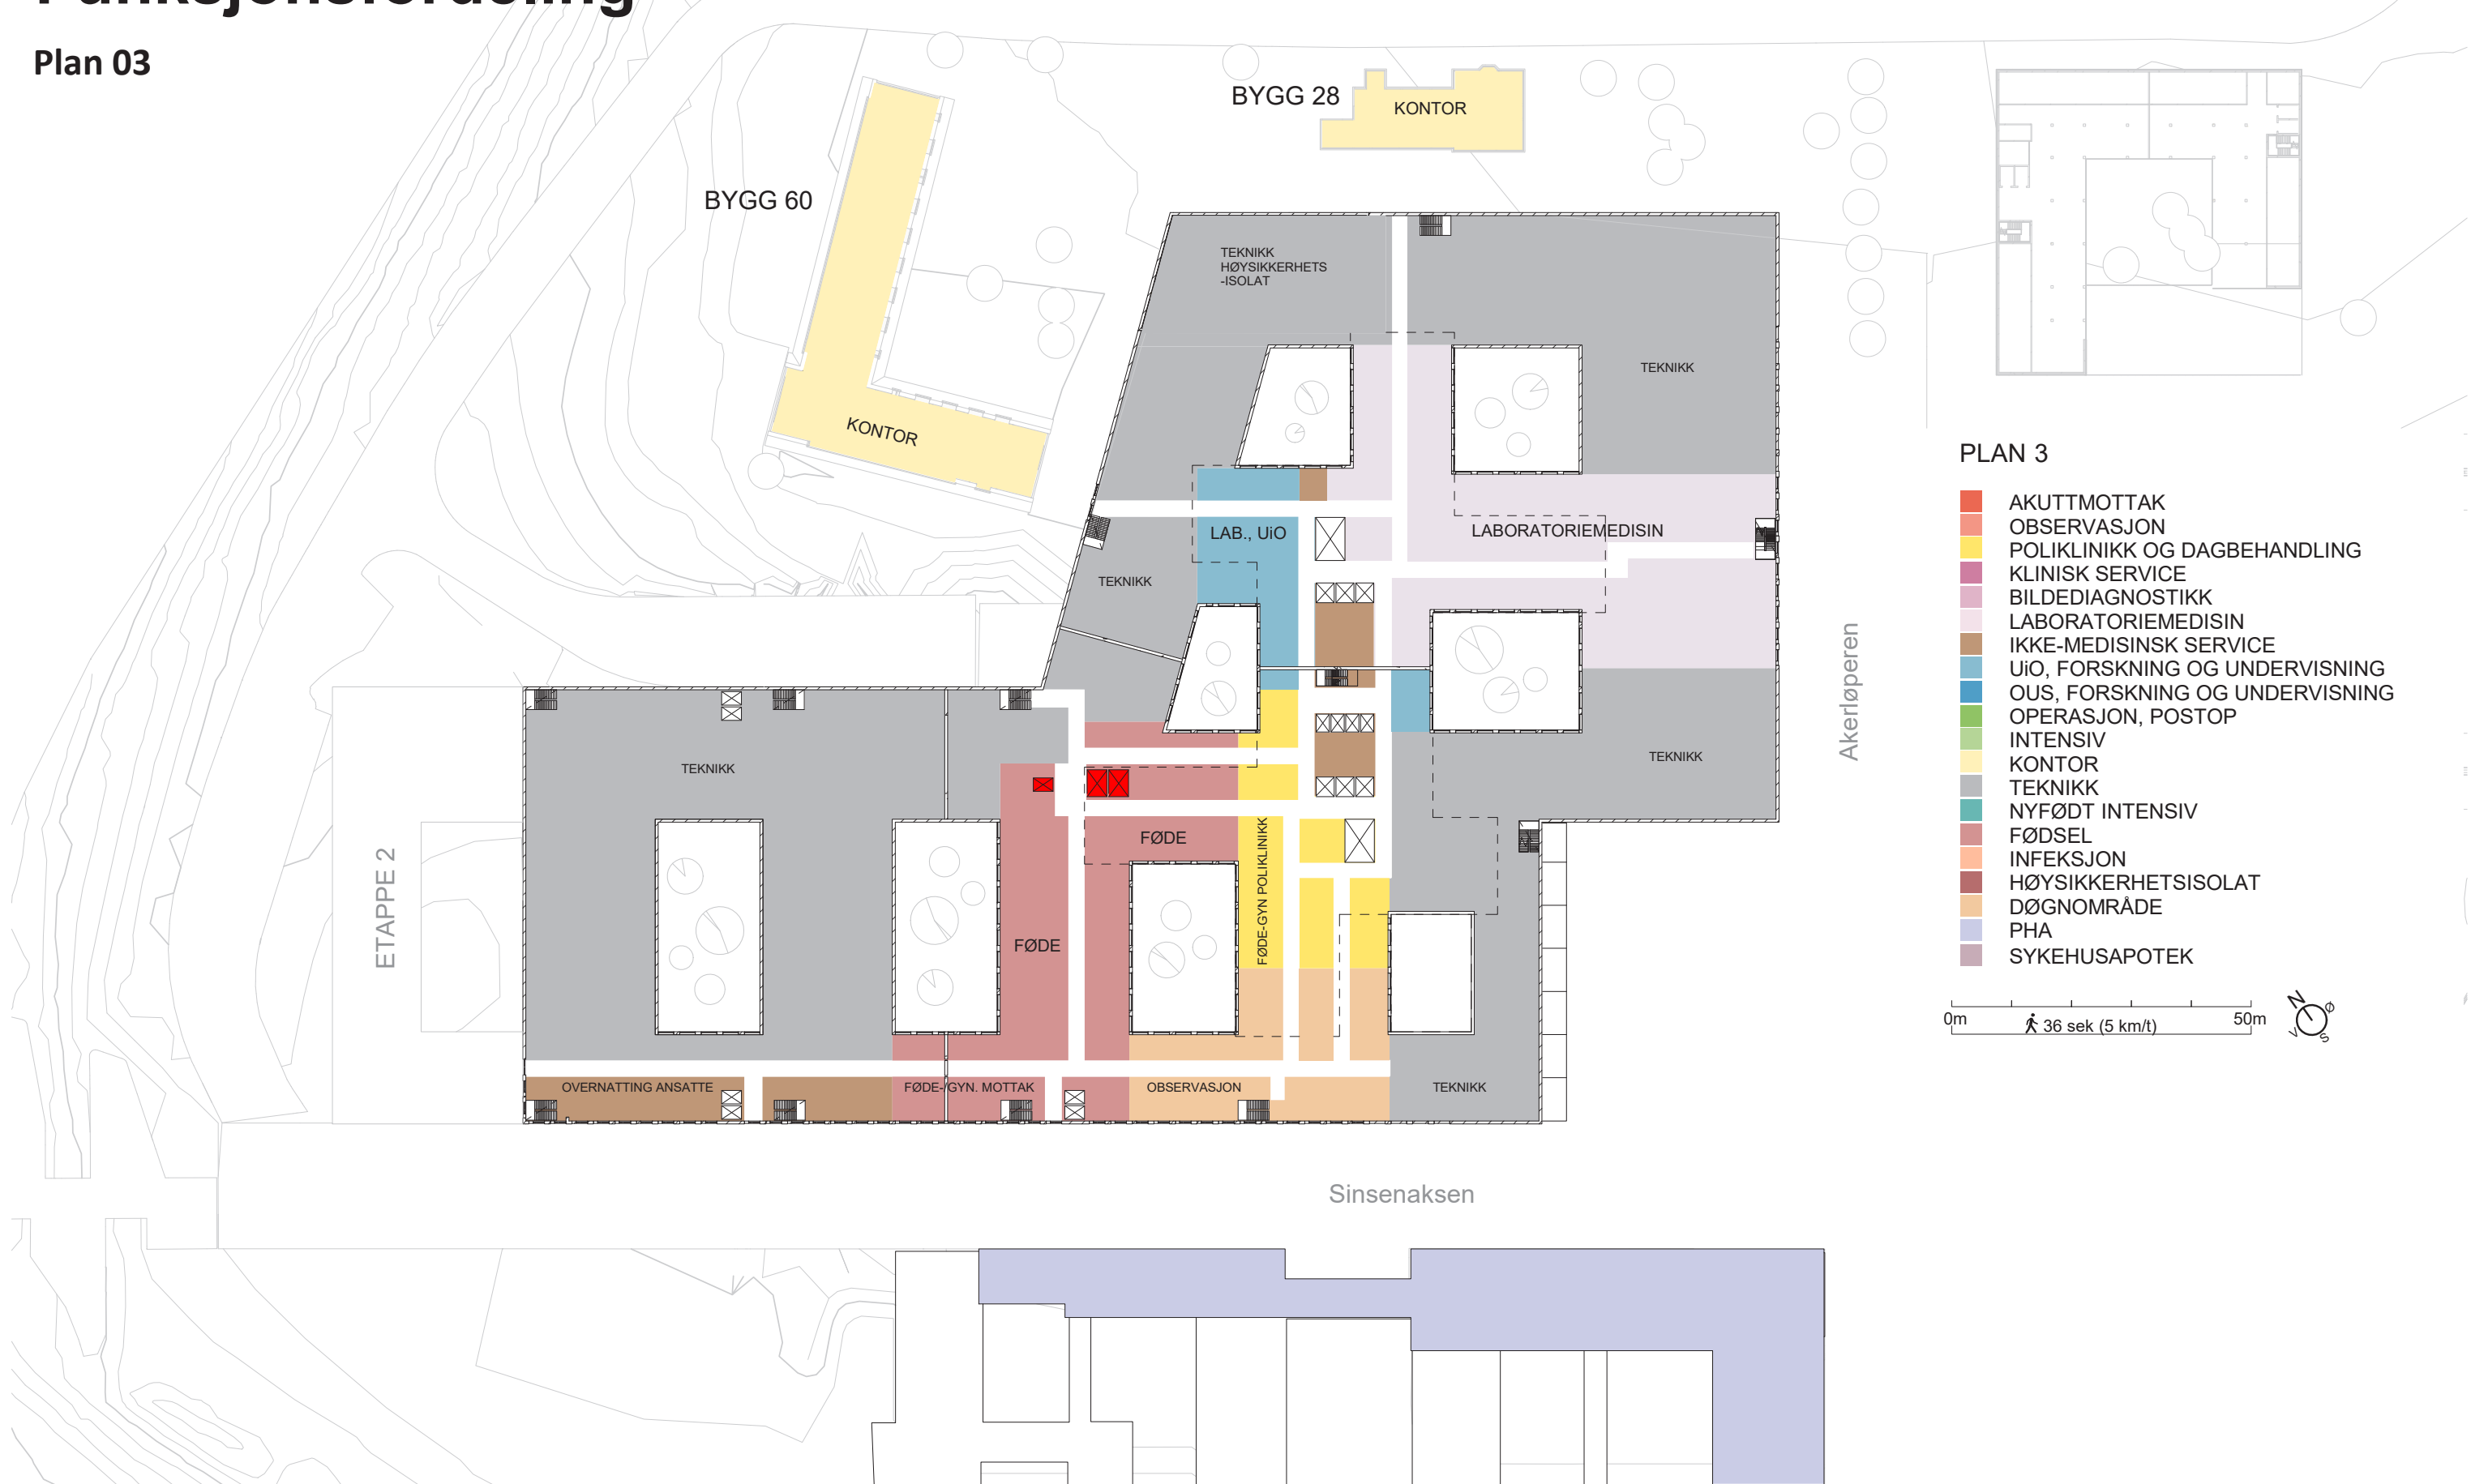 Funksjonsfordeling
Plan 03
BYGG 28
KONTOR
BYGG 60
KONTOR
TEKNIKK
HØYSIKKERHETS
-ISOLAT
TEKNIKK
LAB., UiO
LABORATORIEMEDISIN
TEKNIKK
TEKNIKK
TEKNIKK
FØDE
FØDE-GYN POLIKLINIKK
FØDE
ETAPPE 2
Akerløperen
OVERNATTING ANSATTE
FØDE-/GYN. MOTTAK
OBSERVASJON
TEKNIKK
Sinsenaksen
PLAN 3
AKUTTMOTTAK
OBSERVASJON
POLIKLINIKK OG DAGBEHANDLING
KLINISK SERVICE
BILDEDIAGNOSTIKK
LABORATORIEMEDISIN
IKKE-MEDISINSK SERVICE
UiO, FORSKNING OG UNDERVISNING
OUS, FORSKNING OG UNDERVISNING
OPERASJON, POSTOP
INTENSIV
KONTOR
TEKNIKK
NYFØDT INTENSIV
FØDSEL
INFEKSJON
HØYSIKKERHETSISOLAT
DØGNOMRÅDE
PHA
SYKEHUSAPOTEK
0m
36 sek (5 km/t)
50m
N
Ø
V
S